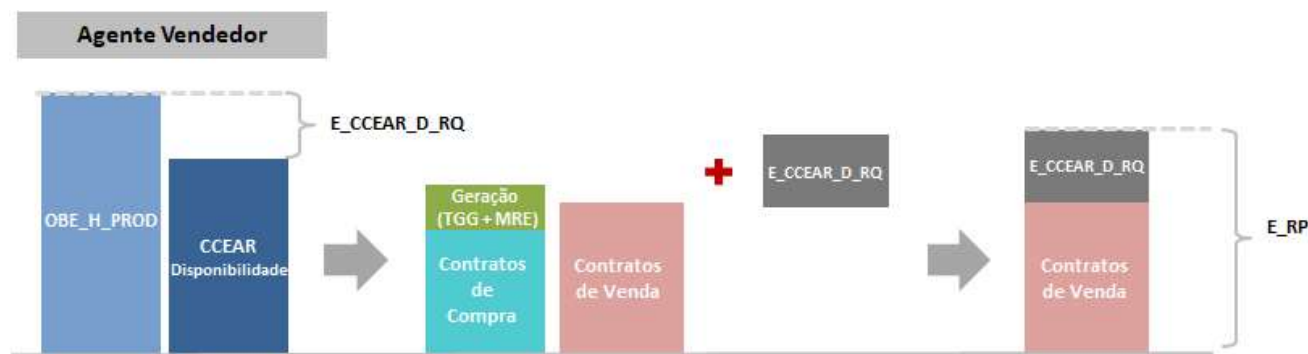 Agente Vendedor
E_CCEAR_D_RQ
OBE_H_PROD
CCEAR
Disponibilidade
Geração
(TGG + MRE)
Contratos
de
Compra
Contratos
de Venda
E_CCEAR_D_RQ
E_CCEAR_D_RQ
Contratos
de Venda
E_RP